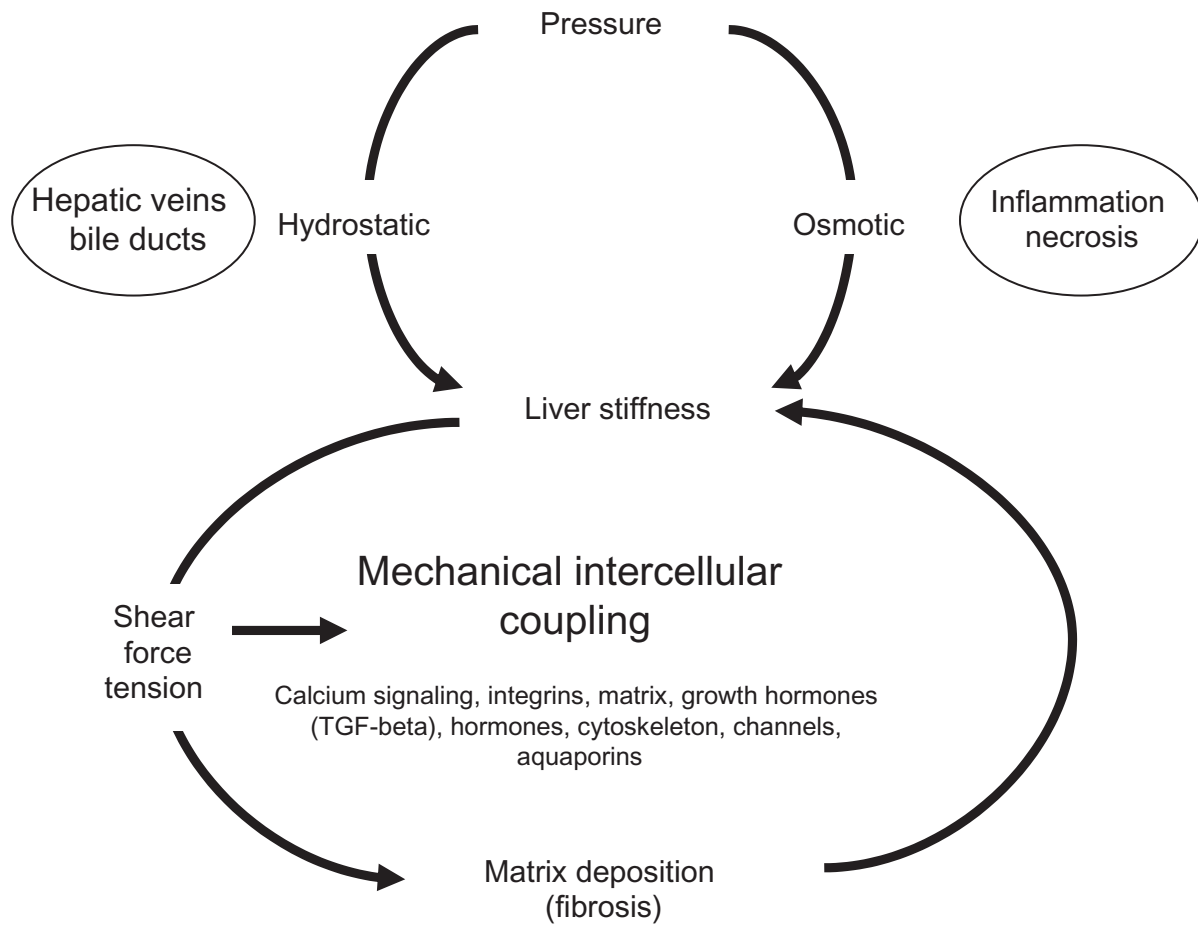 Pressure
Hepatic veins
bile ducts
Hydrostatic
Osmotic
Inflammation
necrosis
Liver stiffness
Mechanical intercellular
coupling
Shear
force
tension
Calcium signaling, integrins, matrix, growth hormones
(TGF-beta), hormones, cytoskeleton, channels,
aquaporins
Matrix deposition
(fibrosis)